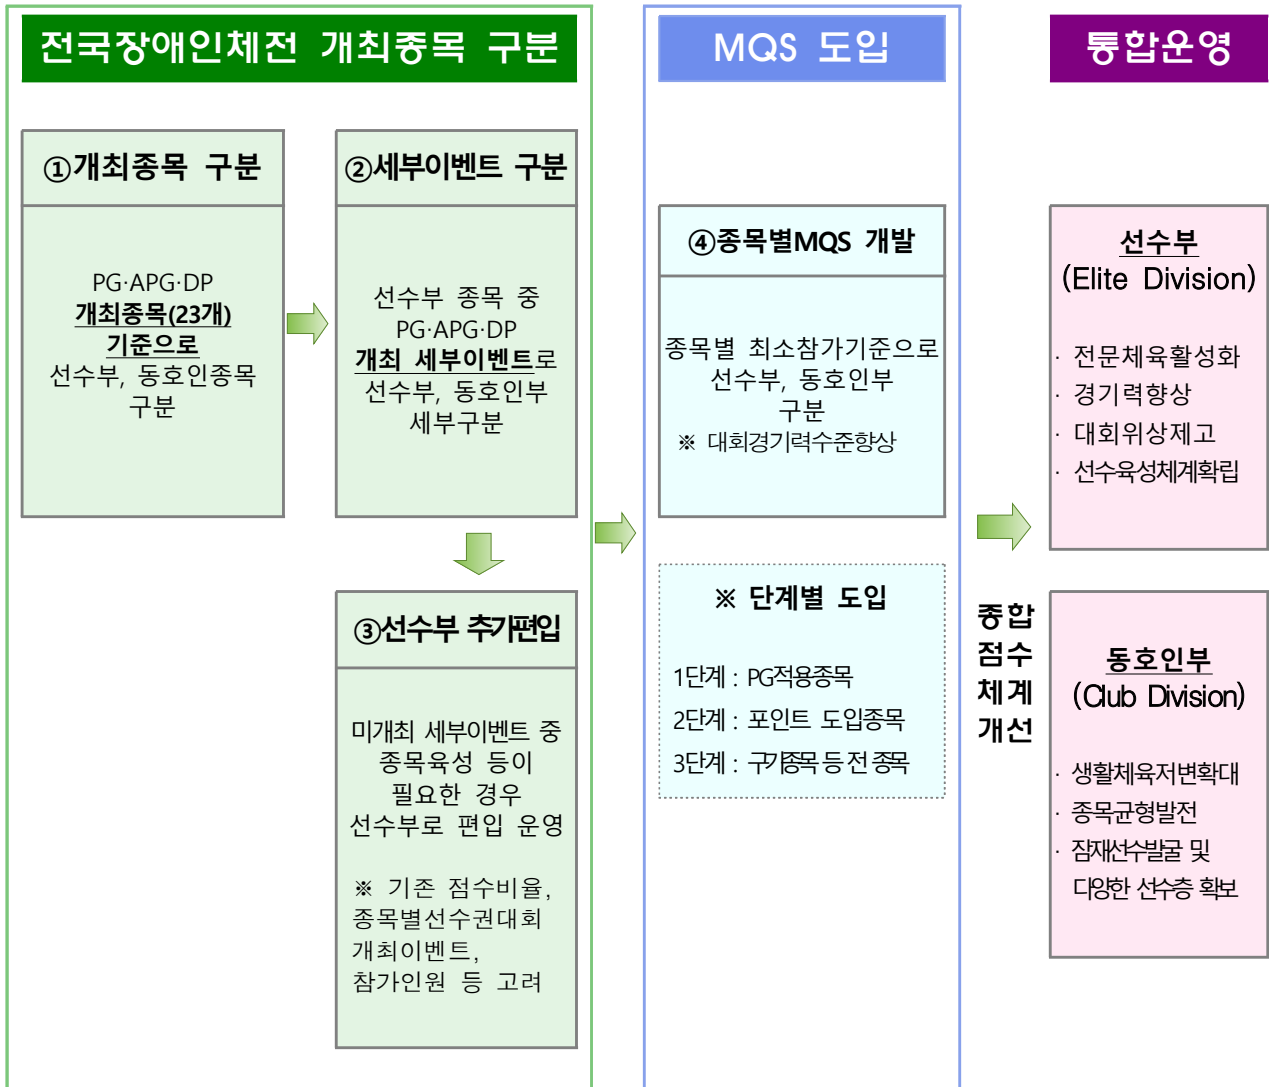 전국장애인체전 개최종목 구분
①개최종목 구분
PG·APG·DP
개최종목(23개)
기준으로
선수부, 동호인종목
구분
②세부이벤트 구분
선수부 종목 중
PG·APG·DP
개최 세부이벤트로
선수부, 동호인부
세부구분
③선수부 추가편입
미개최 세부이벤트 중
종목육성 등이
필요한 경우
선수부로 편입 운영
※ 기존 점수비율,
종목별선수권대회
개최이벤트,
참가인원 등 고려
MQS 도입
④종목별MQS 개발
종목별 최소참가기준으로
선수부, 동호인부
구분
※ 대회경기력수준향상
※ 단계별 도입
1단계 : PG적용종목
2단계 : 포인트 도입종목
3단계 : 구기종목 등 전 종목
종합
점수
체계
개선
통합운영
선수부
(Elite Division)
· 전문체육활성화
· 경기력향상
· 대회위상제고
· 선수육성체계확립
동호인부
(Club Division)
· 생활체육저변확대
· 종목균형발전
· 잠재선수발굴 및
다양한 선수층 확보